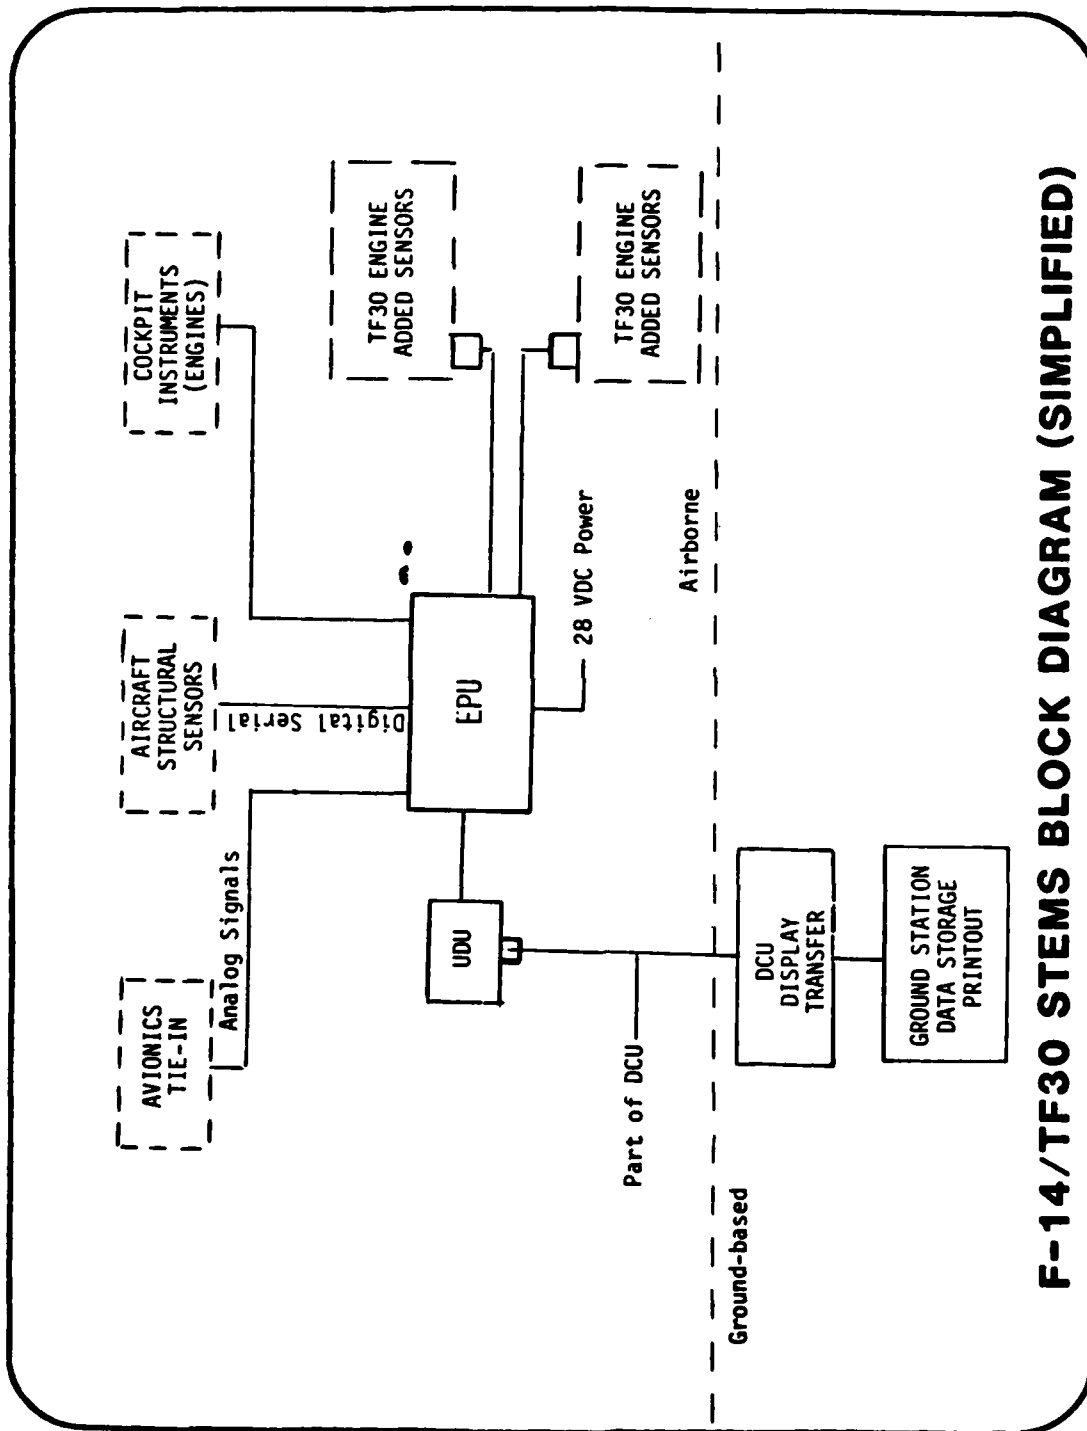 AVIONICS
TIE-IN
AIRCRAFT
STRUCTURAL
SENSORS
COCKPIT
INSTRUMENTS
(ENGINES)
Analog Signals
Digital Serial
TF30 ENGINE
ADDED SENSORS
UDU
EPU
TF30 ENGINE
ADDED SENSORS
28 VDC Power
Part of DCU
Airborne
Ground-based
DCU
DISPLAY
TRANSFER
GROUND STATION
DATA STORAGE
PRINTOUT
F-14/TF30 STEMS BLOCK DIAGRAM (SIMPLIFIED)